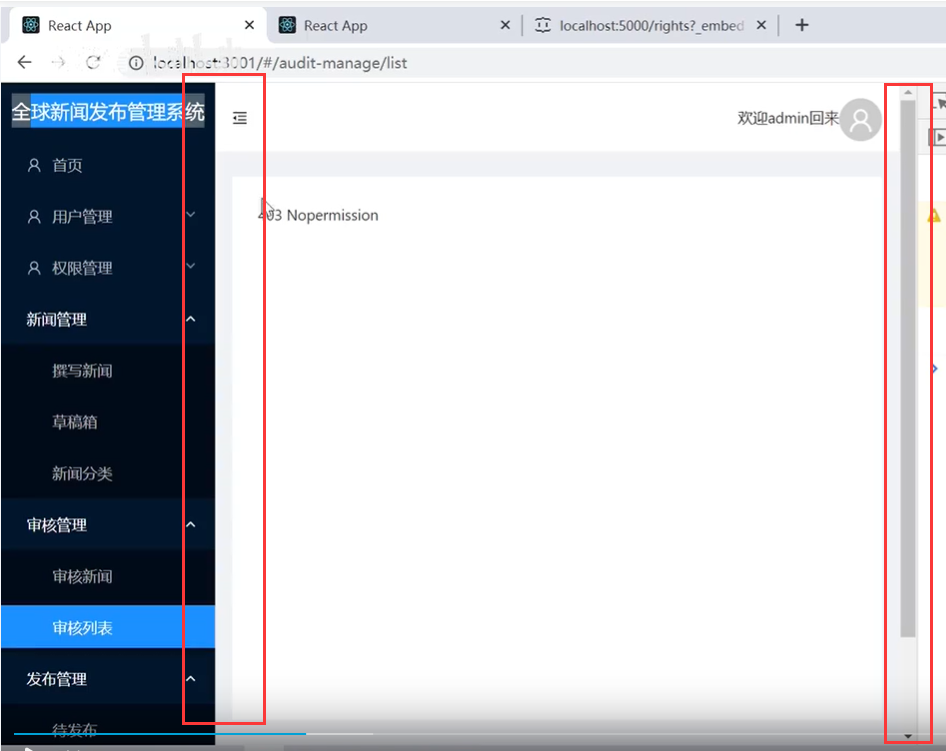 React App
React App
localhost:5000/rights?_embed
localhost:3001/#/audit-manage/list
全球新闻发布管理系统
欢迎admin回来
首页
用户管理
403 Nopermission
权限管理
新闻管理
撰写新闻
草稿箱
新闻分类
审核管理
审核新闻
审核列表
发布管理
待发布